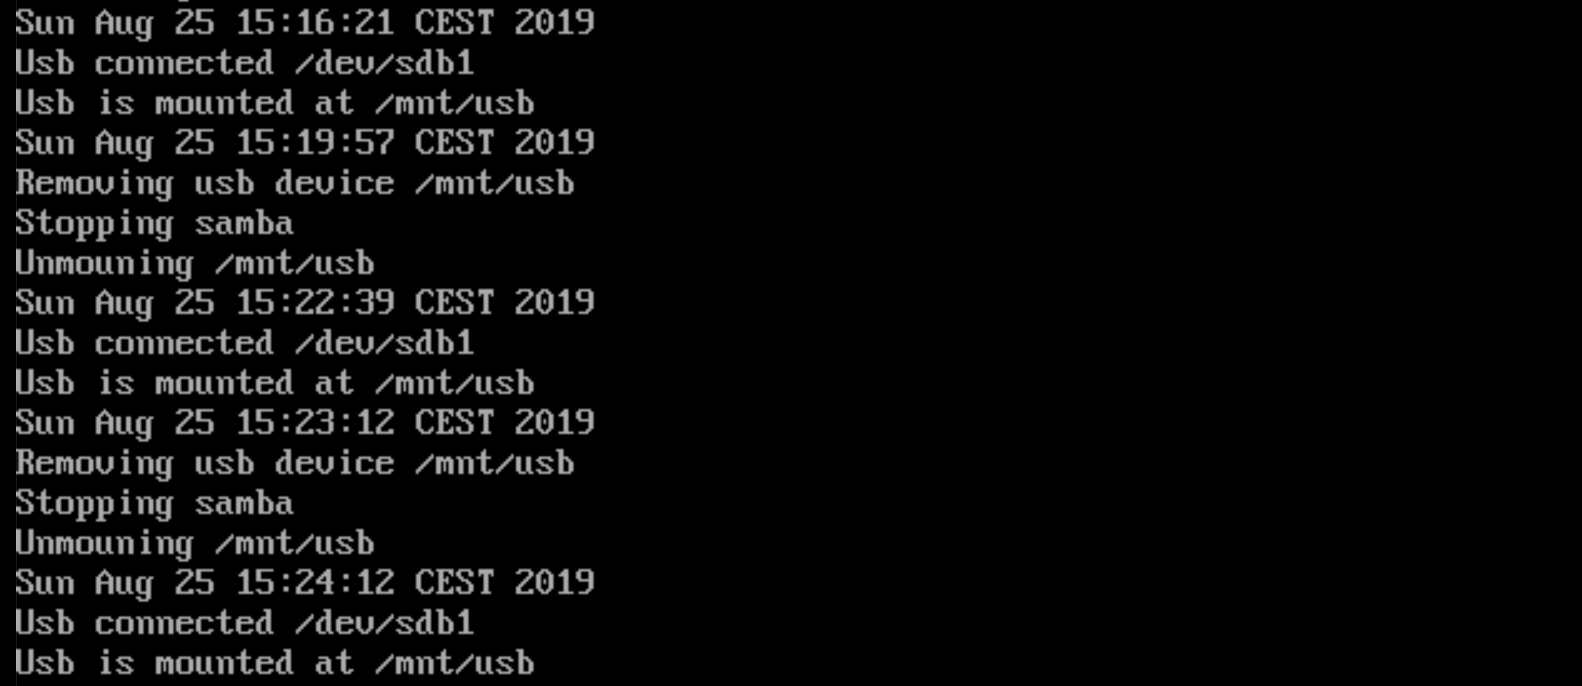 Sun Aug 25 15:16:21 CEST 2019
Usb connected /dev/sdb1
Usb is mounted at /mnt/usb
Sun Aug 25 15:19:57 CEST 2019
Removing usb device /mnt/usb
Stopping samba
Unmouning /mnt/usb
Sun Aug 25 15:22:39 CEST 2019
Usb connected /dev/sdb1
Usb is mounted at /mnt/usb
Sun Aug 25 15:23:12 CEST 2019
Removing usb device /mnt/usb
Stopping samba
Unmouning /mnt/usb
Sun Aug 25 15:24:12 CEST 2019
Usb connected /dev/sdb1
Usb is mounted at /mnt/usb